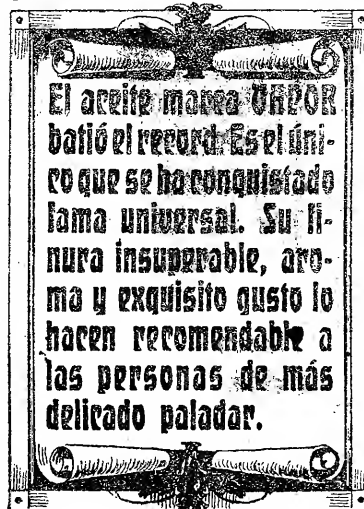 El aceite marca VAPOR
batió el record. Es el úni-
co que se ha conquistado
fama universal. Su fi-
nura insuperable, aro-
ma y exquisito gusto lo
hacen recomendable a
las personas de más
delicado paladar.